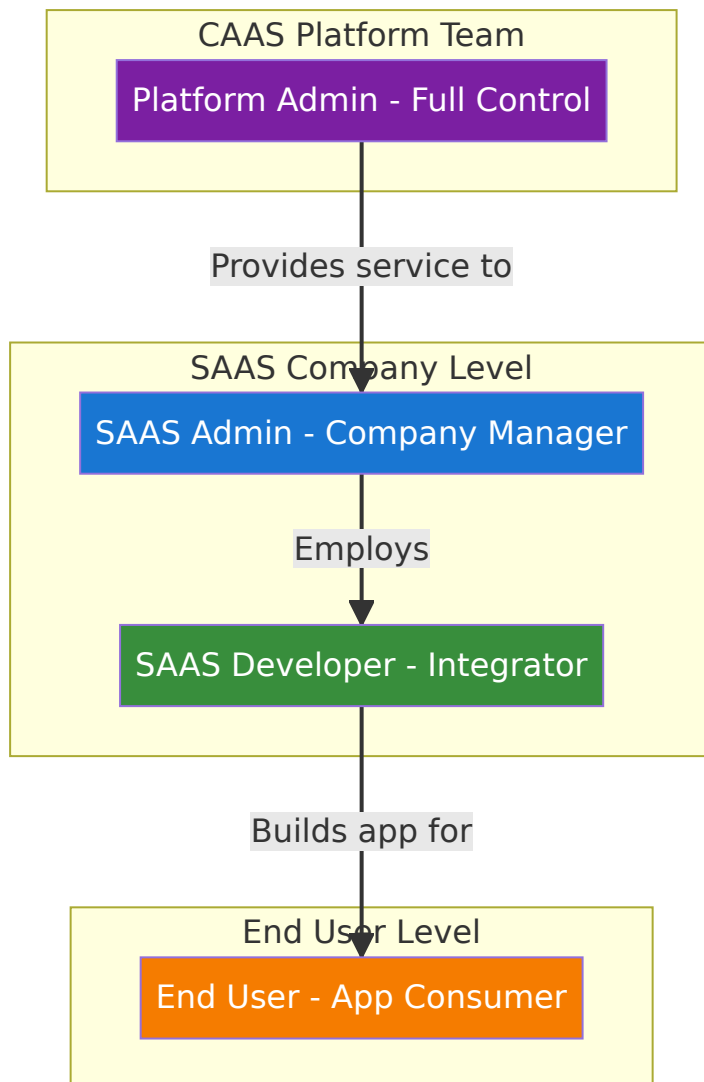 CAAS Platform Team
Platform Admin - Full Control
Provides service to
SAAS Company Level
SAAS Admin - Company Manager
Employs
SAAS Developer - Integrator
Builds app for
End User Level
End User - App Consumer